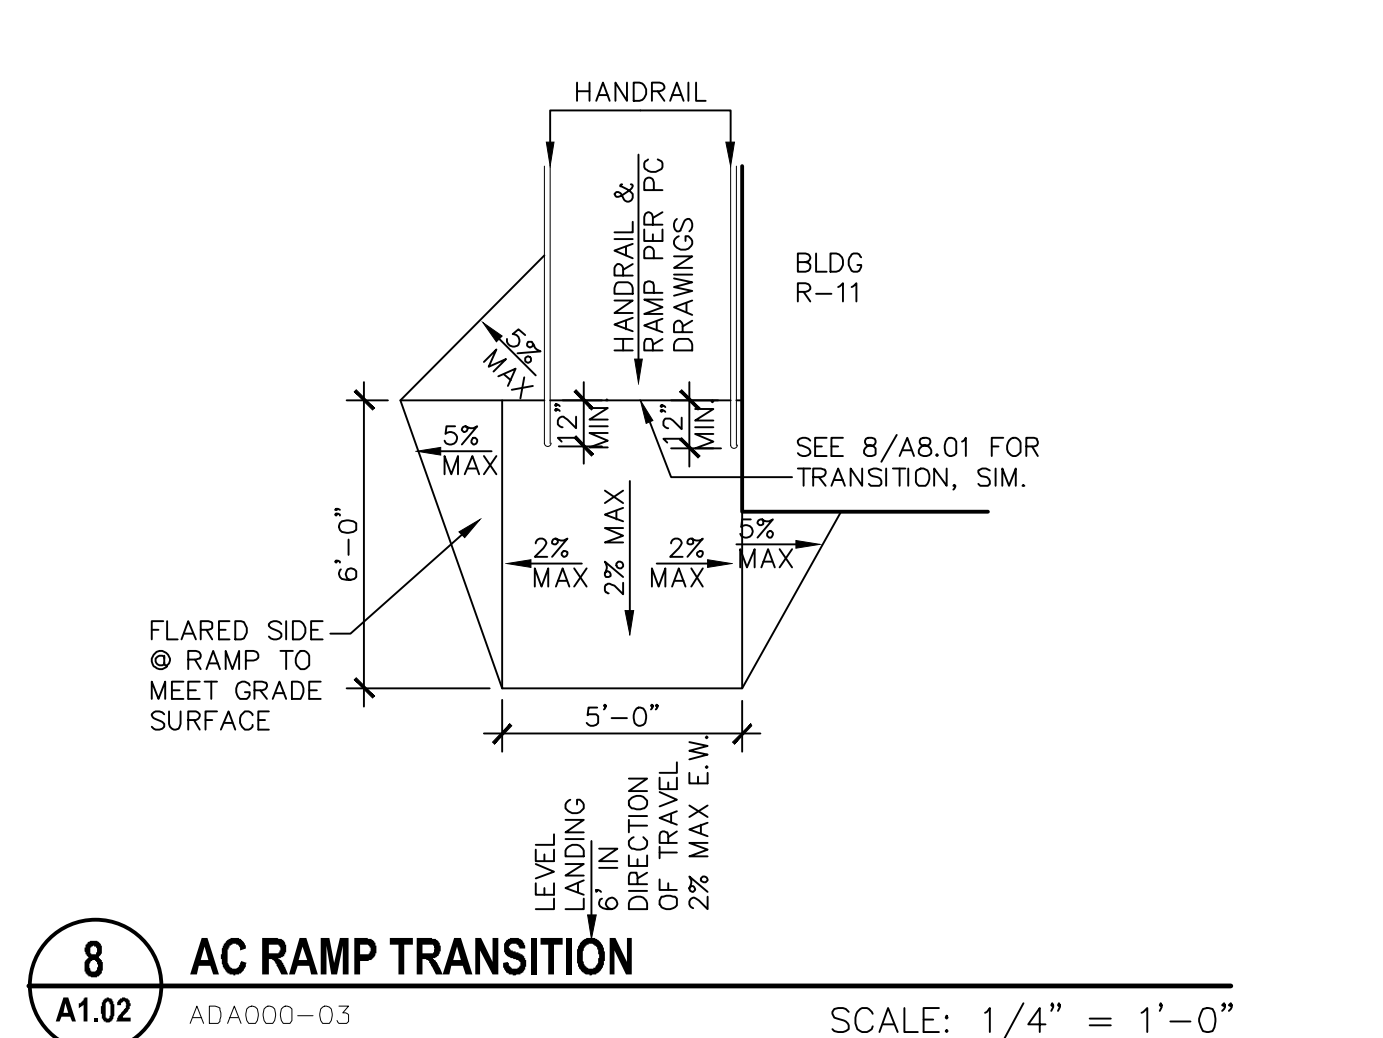 HANDRAIL
HANDRAIL &
RAMP PER PC
DRAWINGS
BLDG
R-11
5%
MAX
12"
MIN.
12"
MIN.
5%
MAX
SEE 8/A8.01 FOR
TRANSITION, SIM.
6'-0"
2%
MAX
2% MAX
2%
MAX
5%
MAX
FLARED SIDE
@ RAMP TO
MEET GRADE
SURFACE
5'-0"
LEVEL
LANDING
6' IN
DIRECTION
OF TRAVEL
2% MAX E.W.
8
A1.02
AC RAMP TRANSITION
ADA000-03
SCALE: 1/4" = 1'-0"